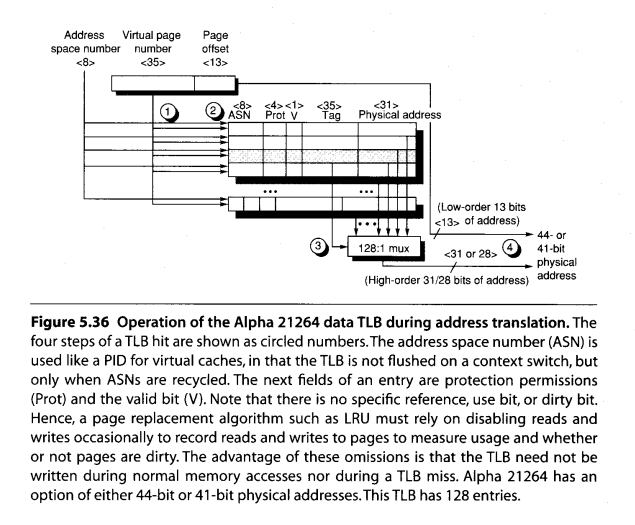 Address Virtual page Page
space number number offset
<8> <35> <13>
1 2 <8> <4> <1> <35> <31>
ASN Prot V Tag Physical address
•••
•••
•••
(Low-order 13 bits
<13> of address)
3 128:1 mux <31 or 28> 4 44- or
41-bit
physical
address
(High-order 31/28 bits of address)
Figure 5.36 Operation of the Alpha 21264 data TLB during address translation. The
four steps of a TLB hit are shown as circled numbers. The address space number (ASN) is
used like a PID for virtual caches, in that the TLB is not flushed on a context switch, but
only when ASNs are recycled. The next fields of an entry are protection permissions
(Prot) and the valid bit (V). Note that there is no specific reference, use bit, or dirty bit.
Hence, a page replacement algorithm such as LRU must rely on disabling reads and
writes occasionally to record reads and writes to pages to measure usage and whether
or not pages are dirty. The advantage of these omissions is that the TLB need not be
written during normal memory accesses nor during a TLB miss. Alpha 21264 has an
option of either 44-bit or 41-bit physical addresses. This TLB has 128 entries.